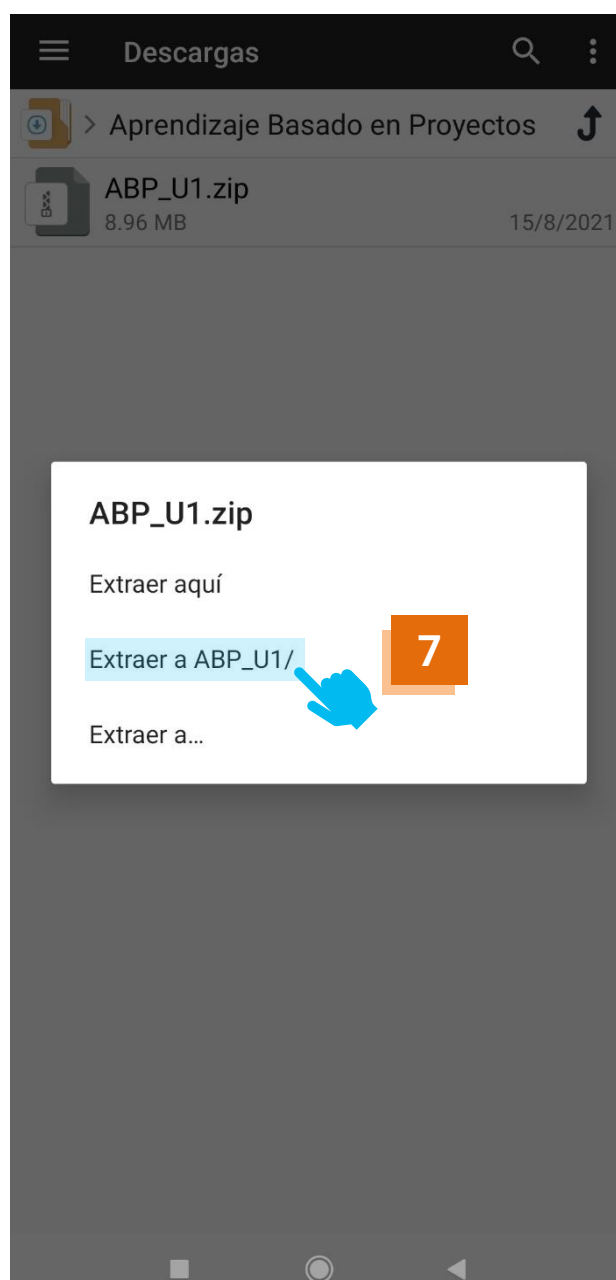 Descargas
> Aprendizaje Basado en Proyectos
ABP_U1.zip
8.96 MB 15/8/2021
ABP_U1.zip
Extraer aquí
Extraer a ABP_U1/ 7
Extraer a...